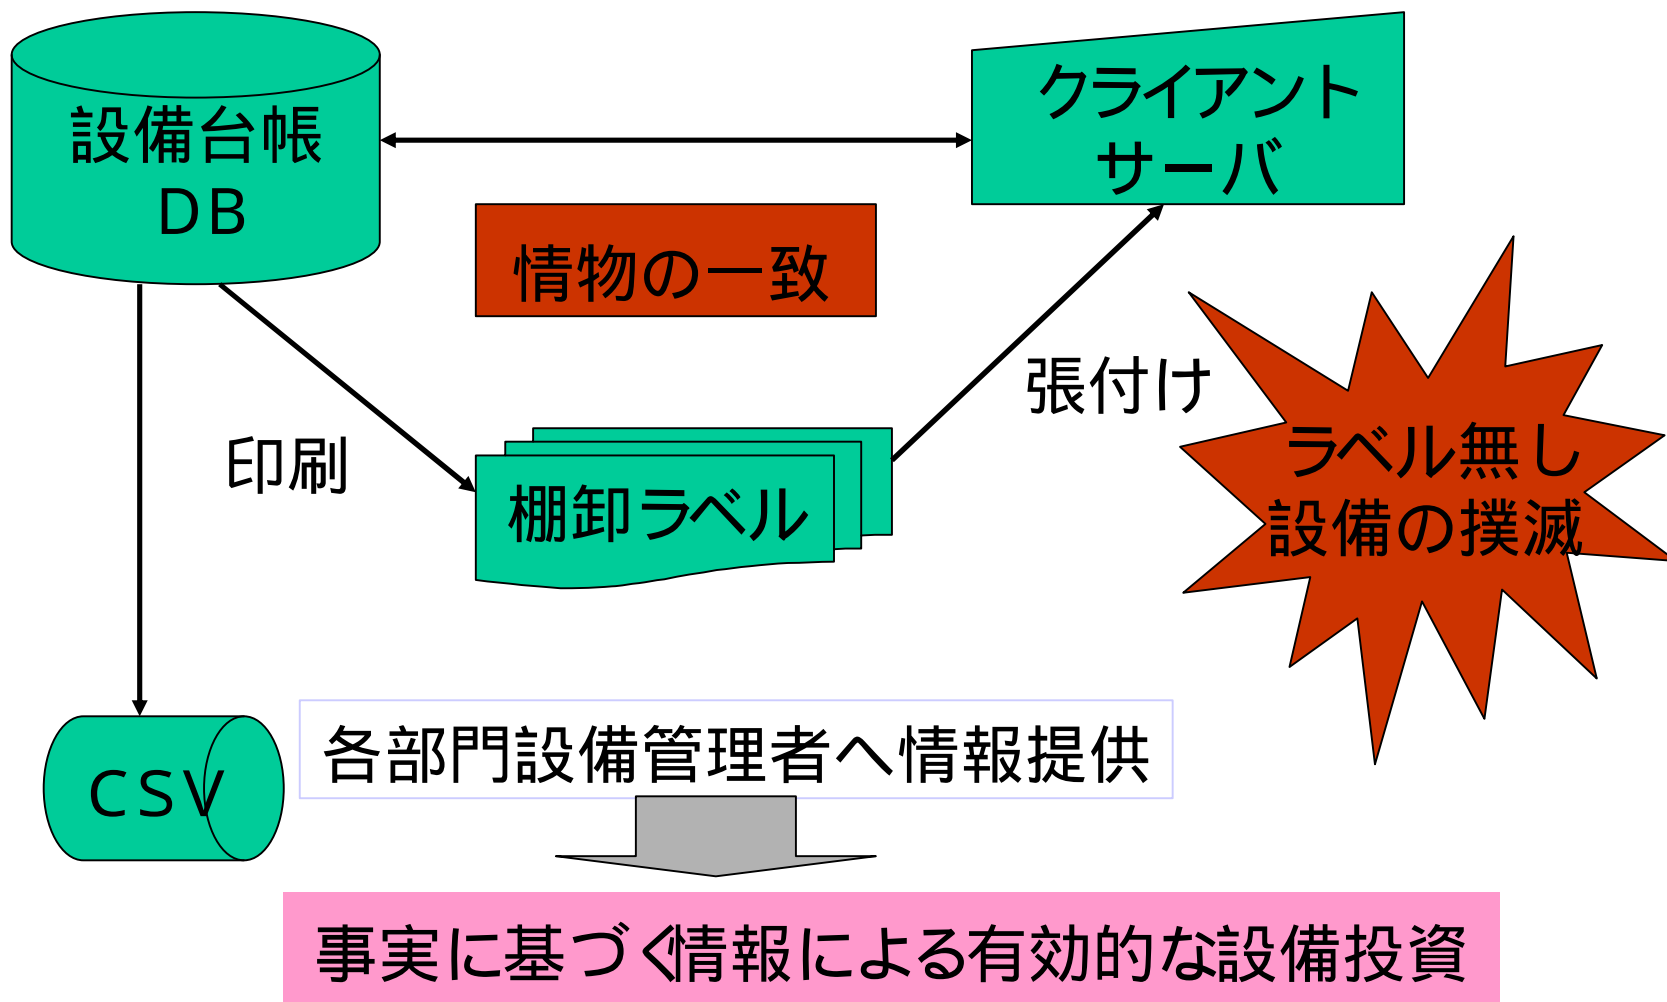 設備台帳
DB
クライアント
サーバ
情物の一致
張付け
印刷
ラベル無し
設備の撲滅
棚卸ラベル
各部門設備管理者へ情報提供
CSV
事実に基づく情報による有効的な設備投資